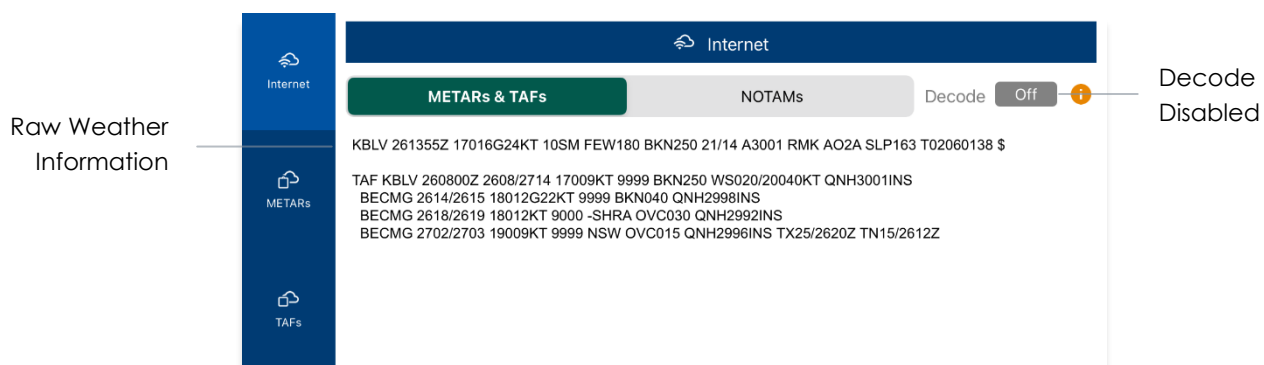 Internet
Internet
METARs & TAFs NOTAMs Decode Off
Decode
Disabled
Raw Weather
Information
KBLV 261355Z 17016G24KT 10SM FEW180 BKN250 21/14 A3001 RMK AO2A SLP163 T02060138 $
METARs
TAF KBLV 260800Z 2608/2714 17009KT 9999 BKN250 WS020/20040KT QNH3001INS
BECMG 2614/2615 18012G22KT 9999 BKN040 QNH2998INS
BECMG 2618/2619 18012KT 9000 -SHRA OVC030 QNH2992INS
BECMG 2702/2703 19009KT 9999 NSW OVC015 QNH2996INS TX25/2620Z TN15/2612Z
TAFs